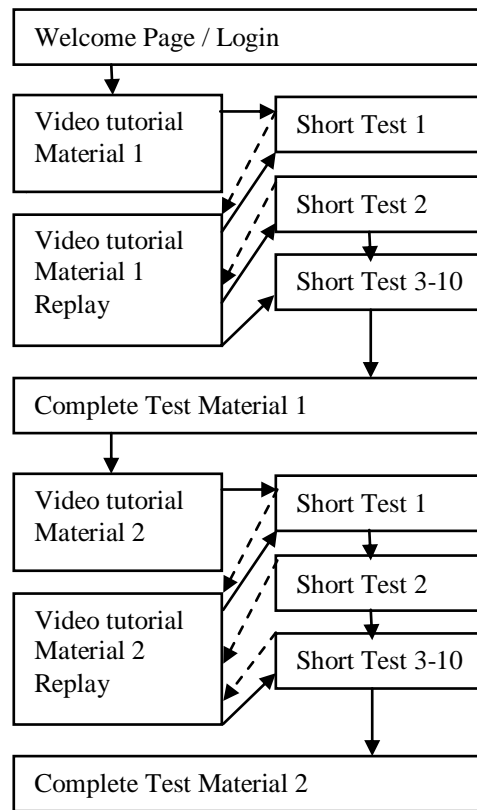 Welcome Page / Login
Video tutorial
Material 1
Short Test 1
Video tutorial
Material 1
Replay
Short Test 2
Short Test 3-10
Complete Test Material 1
Video tutorial
Material 2
Short Test 1
Video tutorial
Material 2
Replay
Short Test 2
Short Test 3-10
Complete Test Material 2